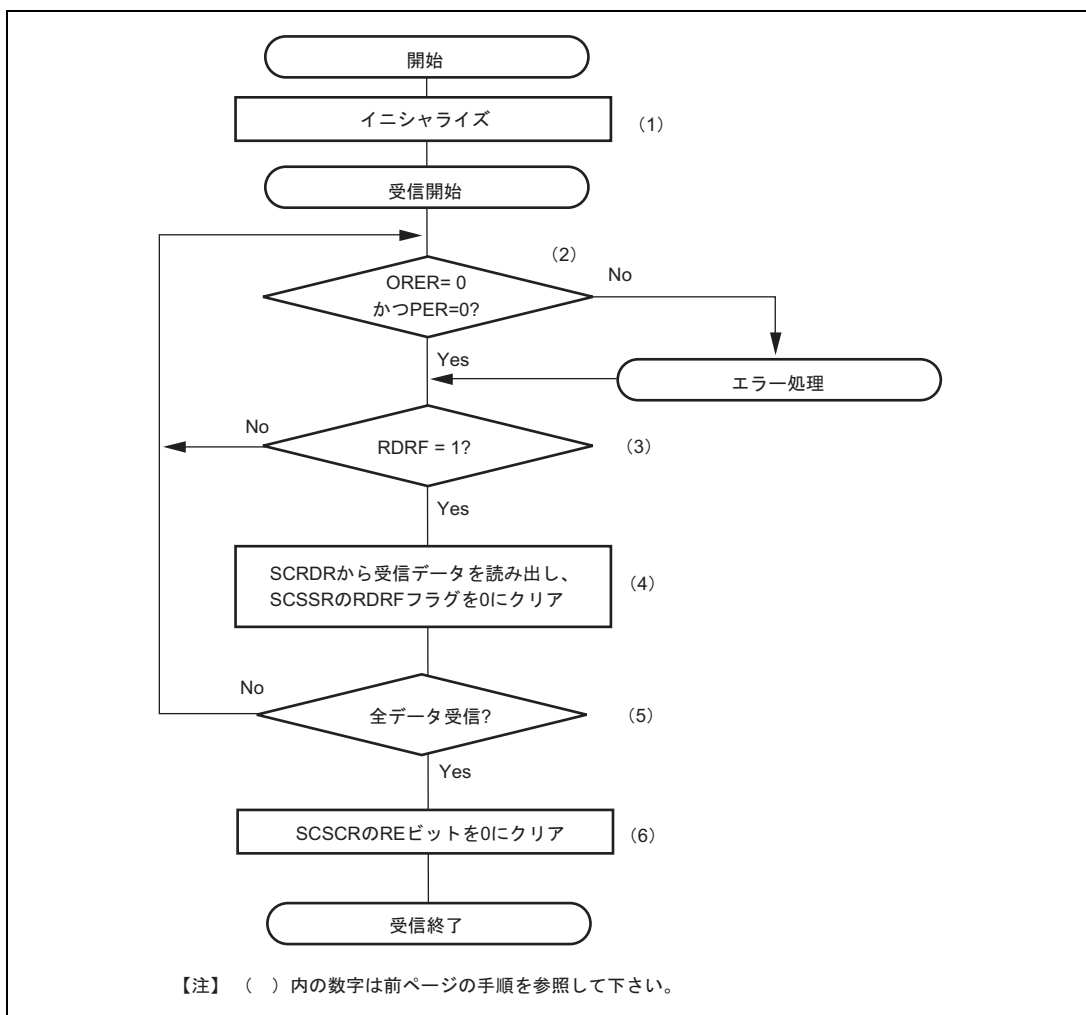 開始
イニシャライズ
（1）
受信開始
（2）
ORER= 0
かつPER=0?
No
Yes
エラー処理
No
RDRF = 1?
（3）
Yes
SCRDRから受信データを読み出し、
SCSSRのRDRFフラグを0にクリア
（4）
No
全データ受信?
（5）
Yes
SCSCRのREビットを0にクリア
（6）
受信終了
【注】 （　）内の数字は前ページの手順を参照して下さい。